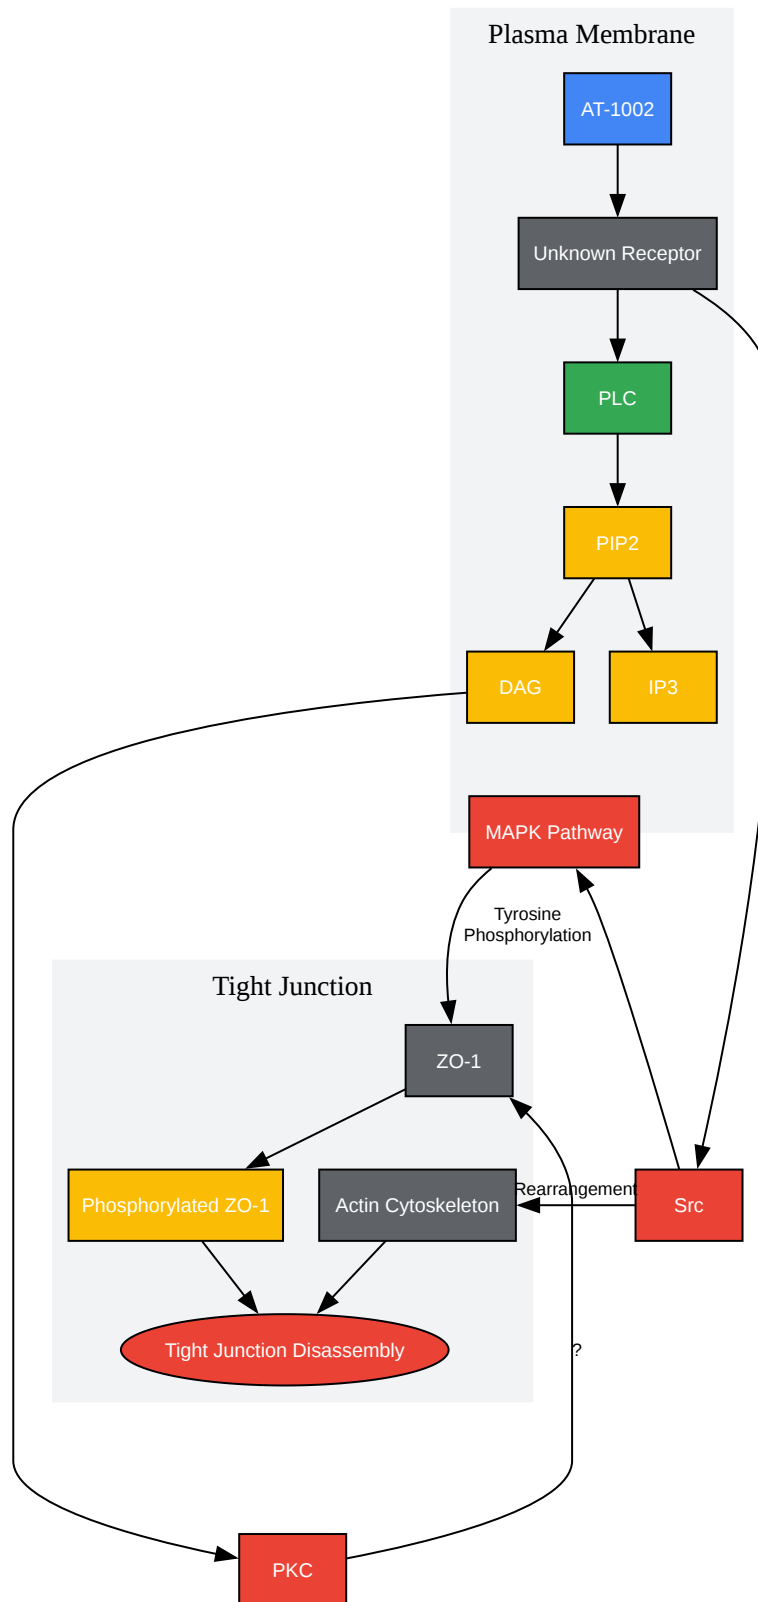 Plasma Membrane
AT-1002
Unknown Receptor
PLC
PIP2
DAG
IP3
MAPK Pathway
Tyrosine
Phosphorylation
Tight Junction
ZO-1
Phosphorylated ZO-1
Actin Cytoskeleton
Rearrangement
Src
Tight Junction Disassembly
?
PKC